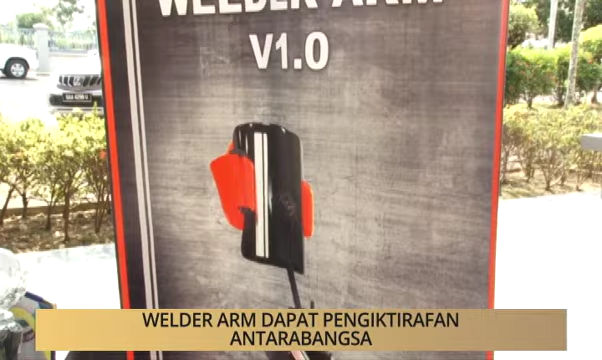 WELDER ARM
V1.0
WELDER ARM DAPAT PENGIKTIRAFAN
ANTARABANGSA